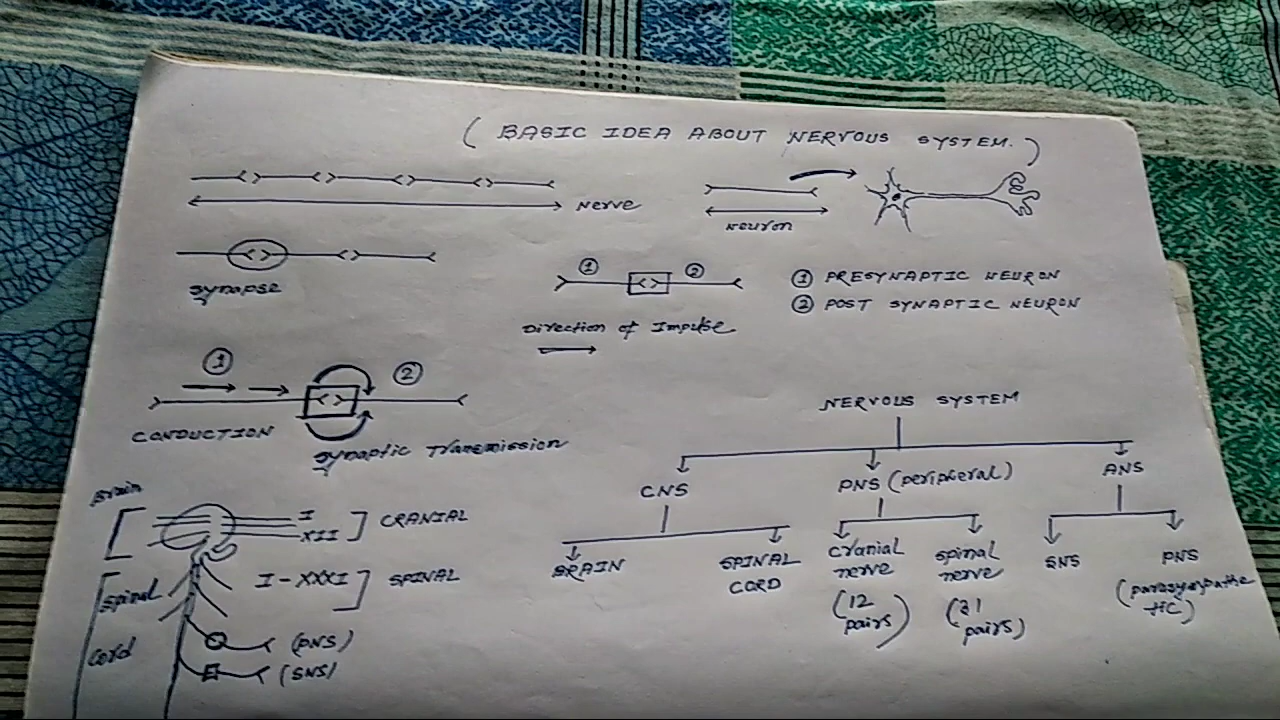 ( BASIC IDEA ABOUT NERVOUS SYSTEM. )
Nerve
Neuron
synapse
① ②
① PRESYNAPTIC NEURON
② POST SYNAPTIC NEURON
Direction of Impulse
① ②
CONDUCTION
synaptic Transmission
NERVOUS SYSTEM
CNS PNS (peripheral) ANS
BRAIN SPINAL CORD
cranial nerve
(12 pairs)
spinal nerve
(31 pairs)
SNS PNS
(parasympathe
tic)
Brain
I
XII
] CRANIAL
spinal
cord
I - XXXI ] SPINAL
(PNS)
(SNS)